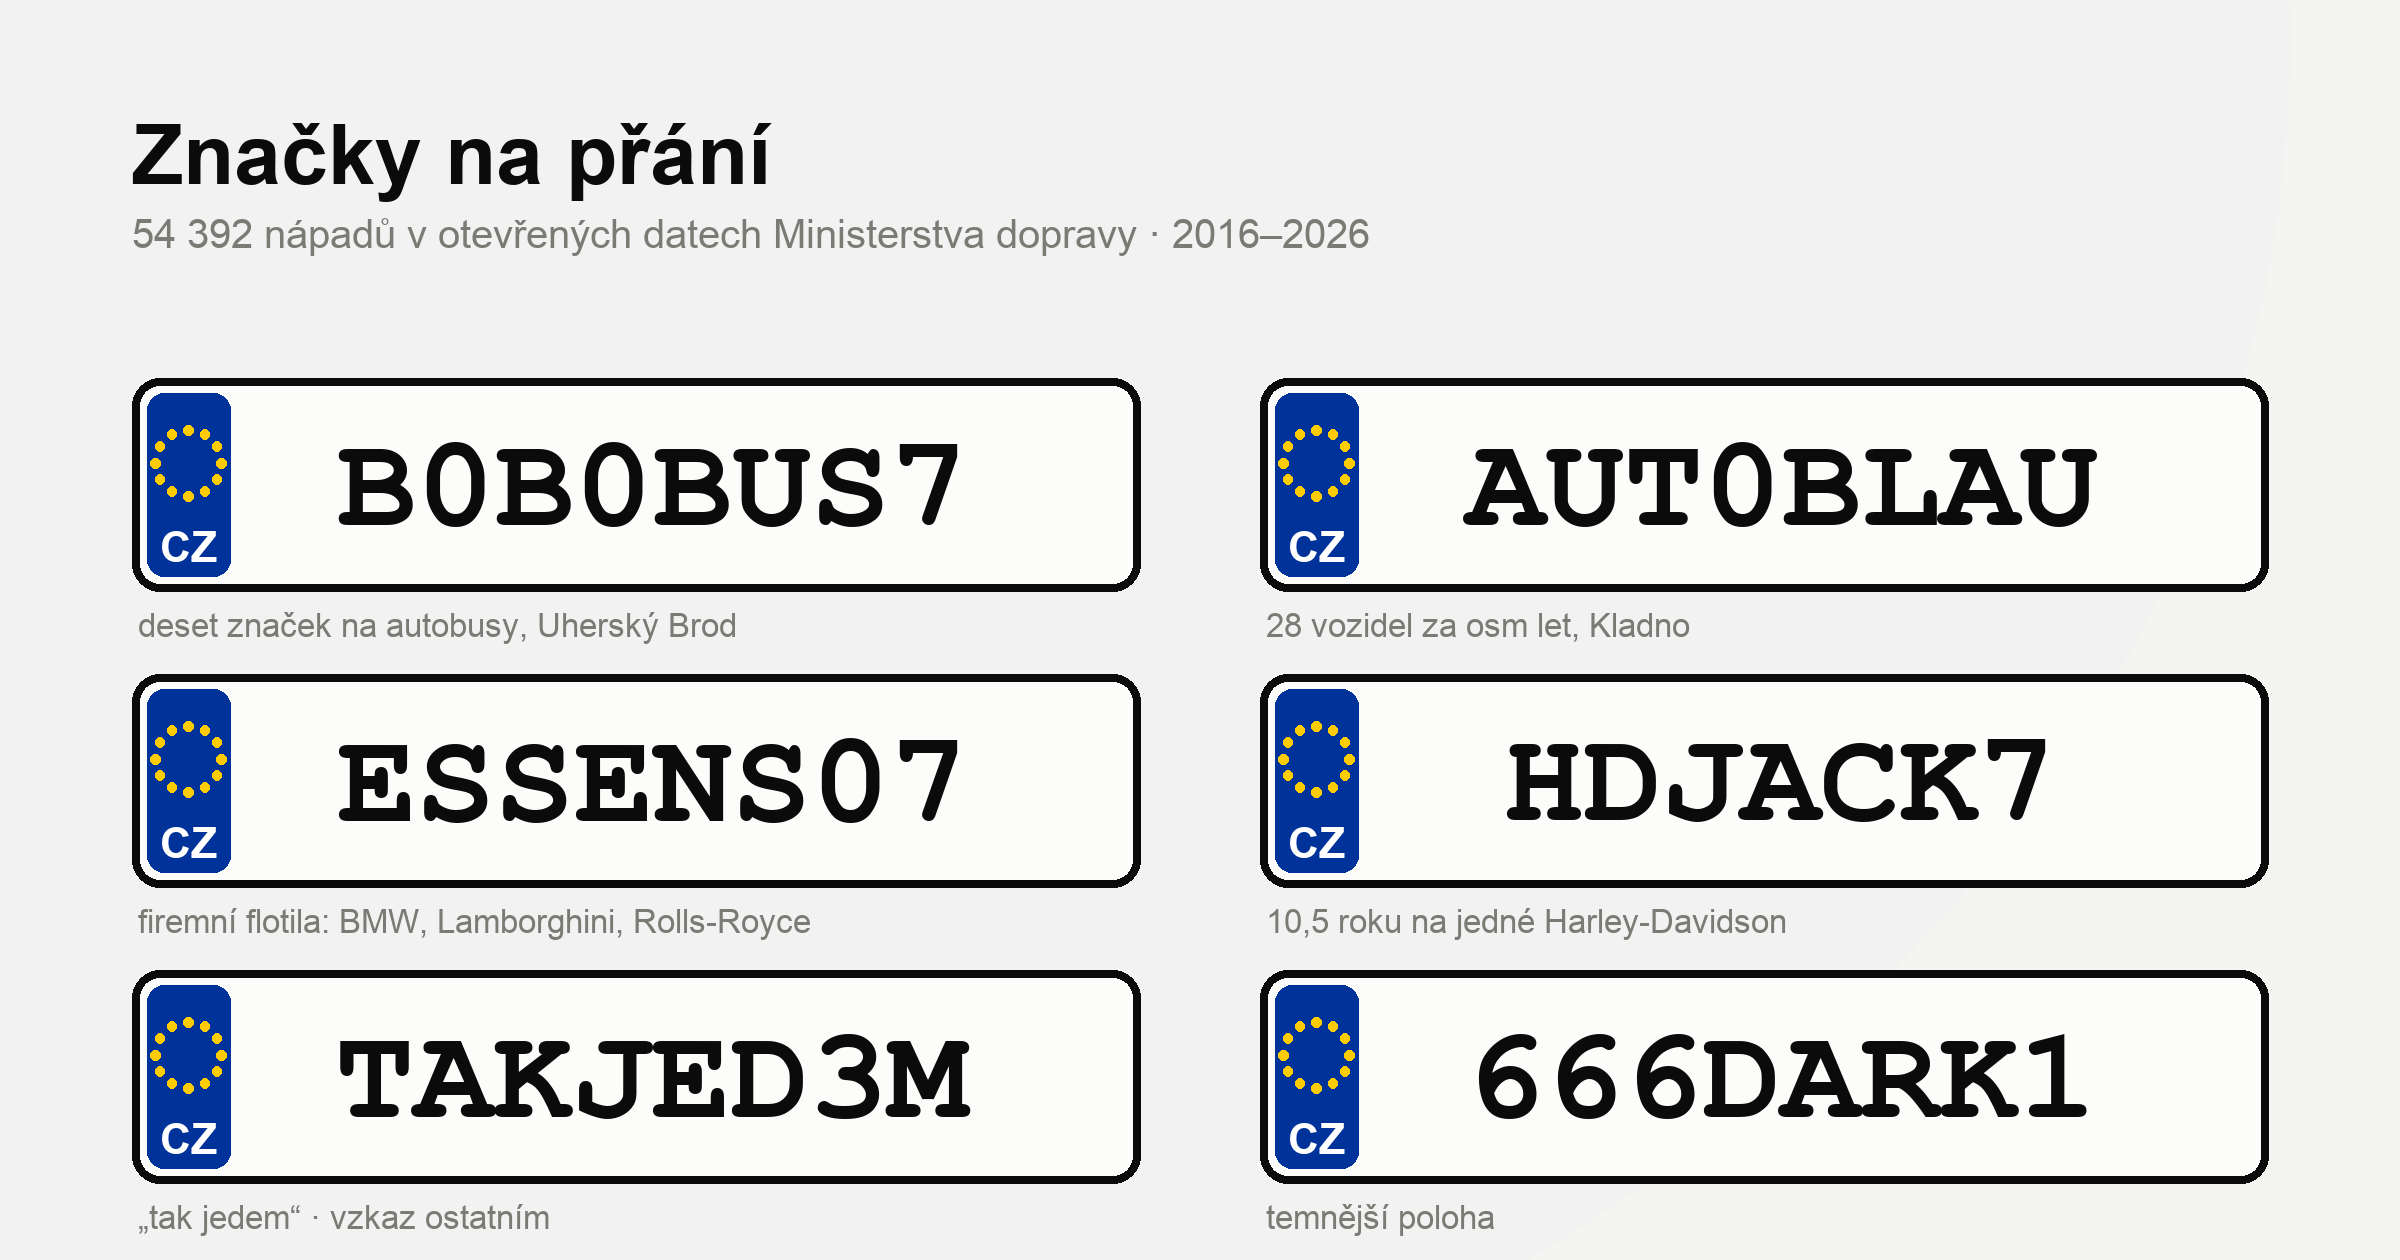 Značky na přání
54 392 nápadů v otevřených datech Ministerstva dopravy · 2016–2026
CZ B0B0BUS7
deset značek na autobusy, Uherský Brod
CZ AUT0BLAU
28 vozidel za osm let, Kladno
CZ ESSENS07
firemní flotila: BMW, Lamborghini, Rolls-Royce
CZ HDJACK7
10,5 roku na jedné Harley-Davidson
CZ TAKJED3M
„tak jedem“ · vzkaz ostatním
CZ 666DARK1
temnější poloha